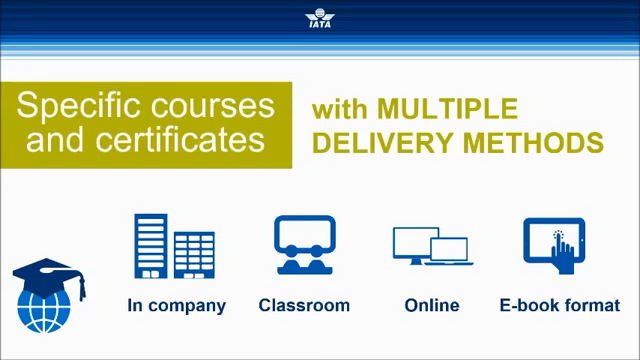 IATA
Specific courses
and certificates
with MULTIPLE
DELIVERY METHODS
In company
Classroom
Online
E-book format